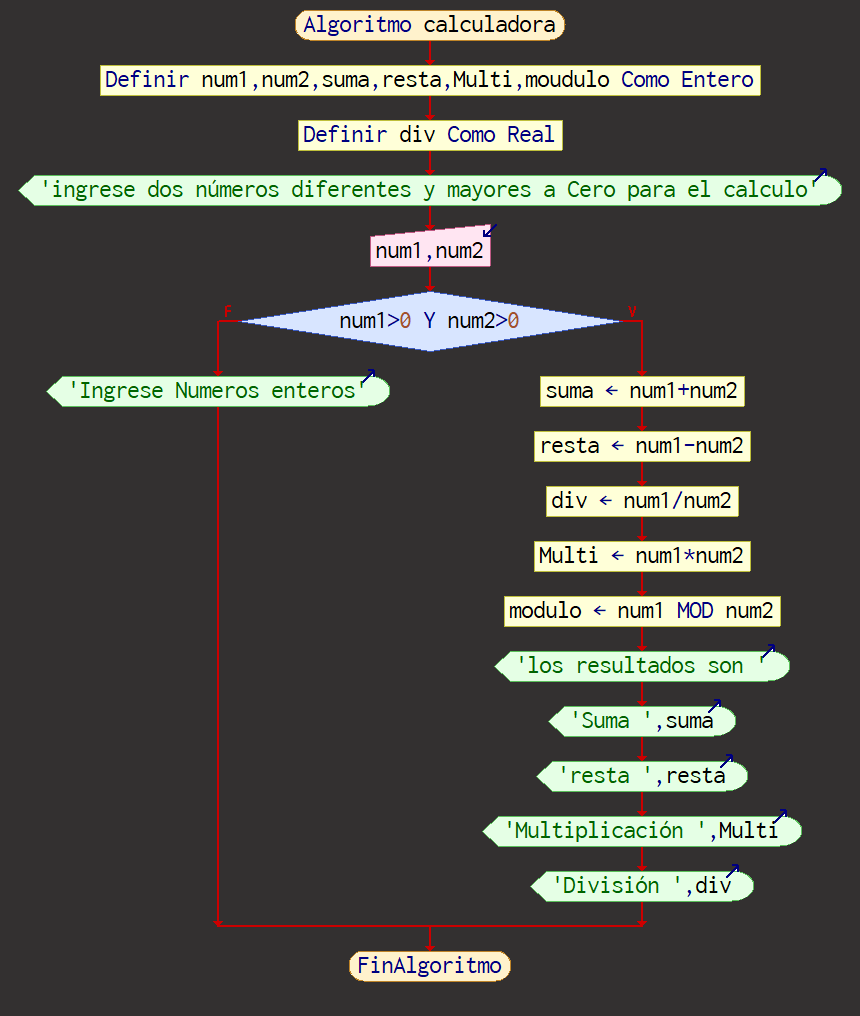 Algoritmo calculadora
Definir num1,num2,suma,resta,Multi,moudulo Como Entero
Definir div Como Real
'ingrese dos números diferentes y mayores a Cero para el calculo'
num1,num2
F
num1>0 Y num2>0
V
'Ingrese Numeros enteros'
suma ← num1+num2
resta ← num1-num2
div ← num1/num2
Multi ← num1*num2
modulo ← num1 MOD num2
'los resultados son '
'Suma ',suma
'resta ',resta
'Multiplicación ',Multi
'División ',div
FinAlgoritmo